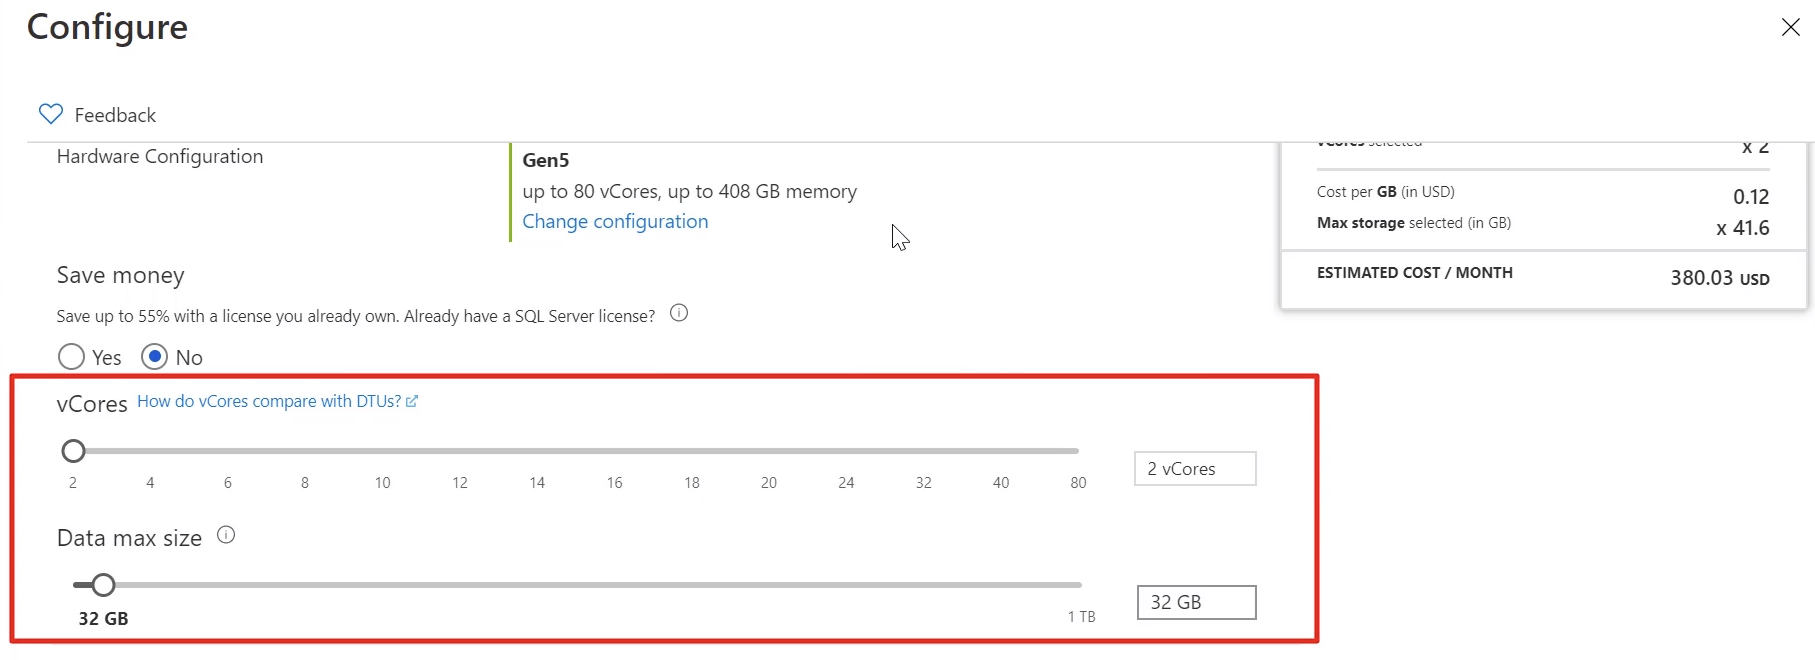 Configure
Feedback
Hardware Configuration
Gen5
up to 80 vCores, up to 408 GB memory
Change configuration
vCores selected x 2
Cost per GB (in USD) 0.12
Max storage selected (in GB) x 41.6
ESTIMATED COST / MONTH 380.03 USD
Save money
Save up to 55% with a license you already own. Already have a SQL Server license?
Yes No
vCores How do vCores compare with DTUs?
2 4 6 8 10 12 14 16 18 20 24 32 40 80
2 vCores
Data max size
32 GB 1 TB
32 GB